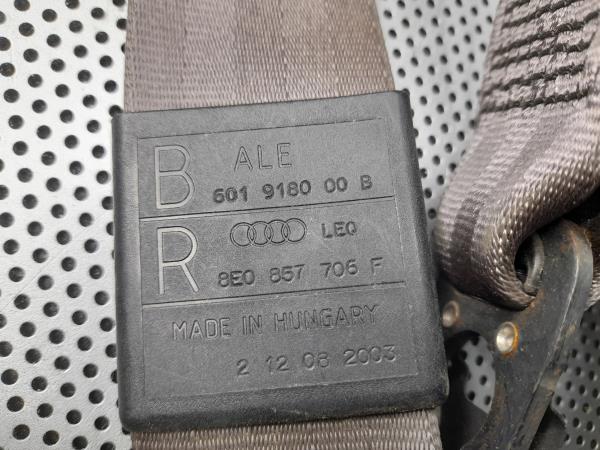 B ALE
601 9180 00 B
R LEQ
8E0 857 706 F
MADE IN HUNGARY
2 12 08 2003